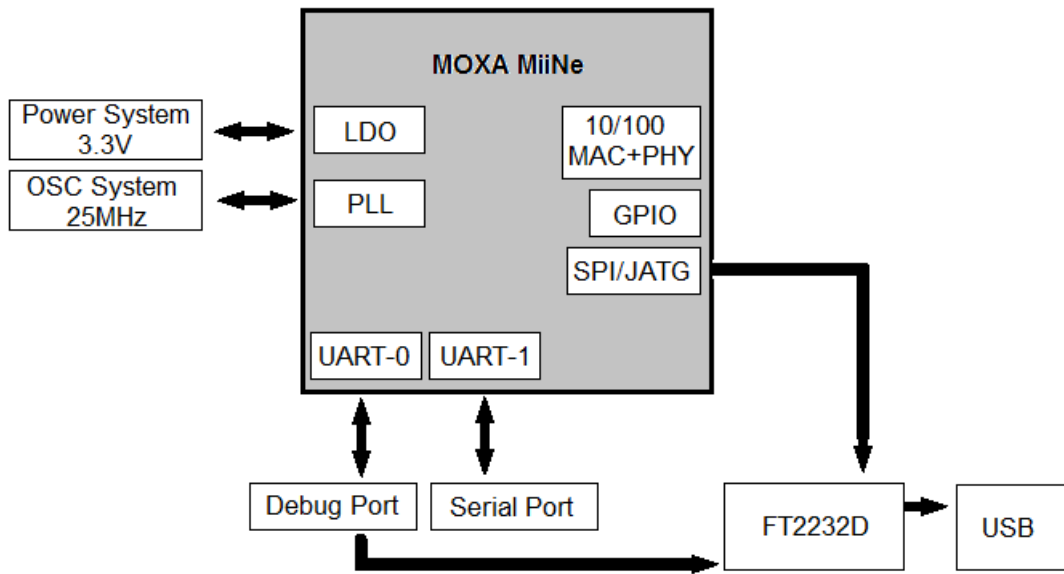 MOXA MiiNe
Power System
3.3V
LDO
10/100
MAC+PHY
OSC System
25MHz
PLL
GPIO
SPI/JATG
UART-0
UART-1
Debug Port
Serial Port
FT2232D
USB